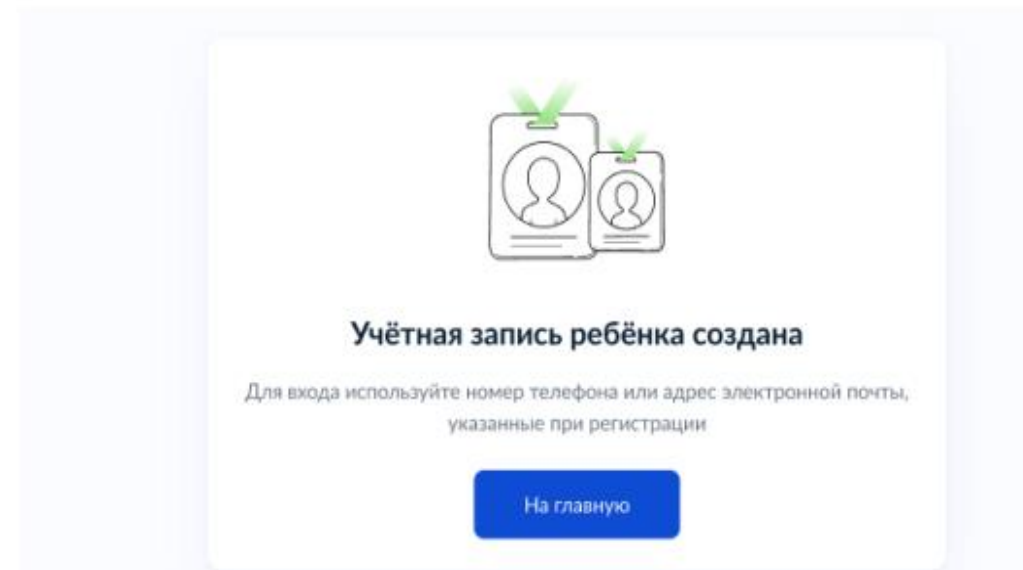 Учётная запись ребёнка создана
Для входа используйте номер телефона или адрес электронной почты,
указанные при регистрации
На главную